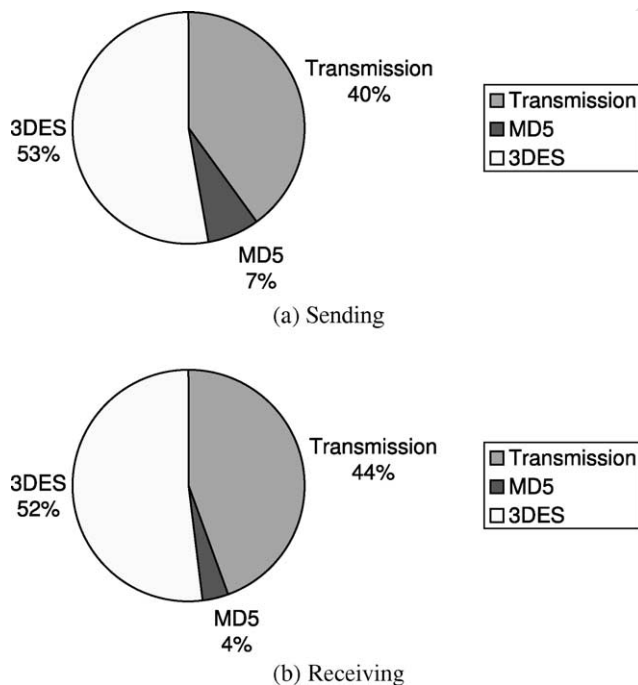 Transmission
40%
3DES
53%
MD5
7%
Transmission
MD5
3DES
(a) Sending
Transmission
44%
3DES
52%
MD5
4%
Transmission
MD5
3DES
(b) Receiving